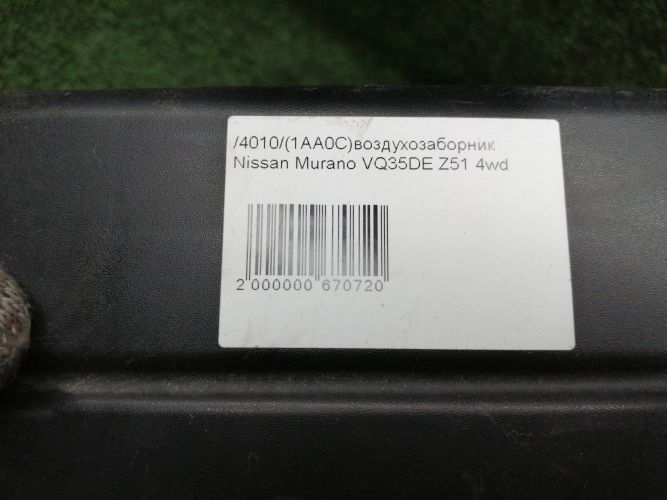 /4010/(1AA0C)воздухозаборник
Nissan Murano VQ35DE Z51 4wd
2 000000 670720